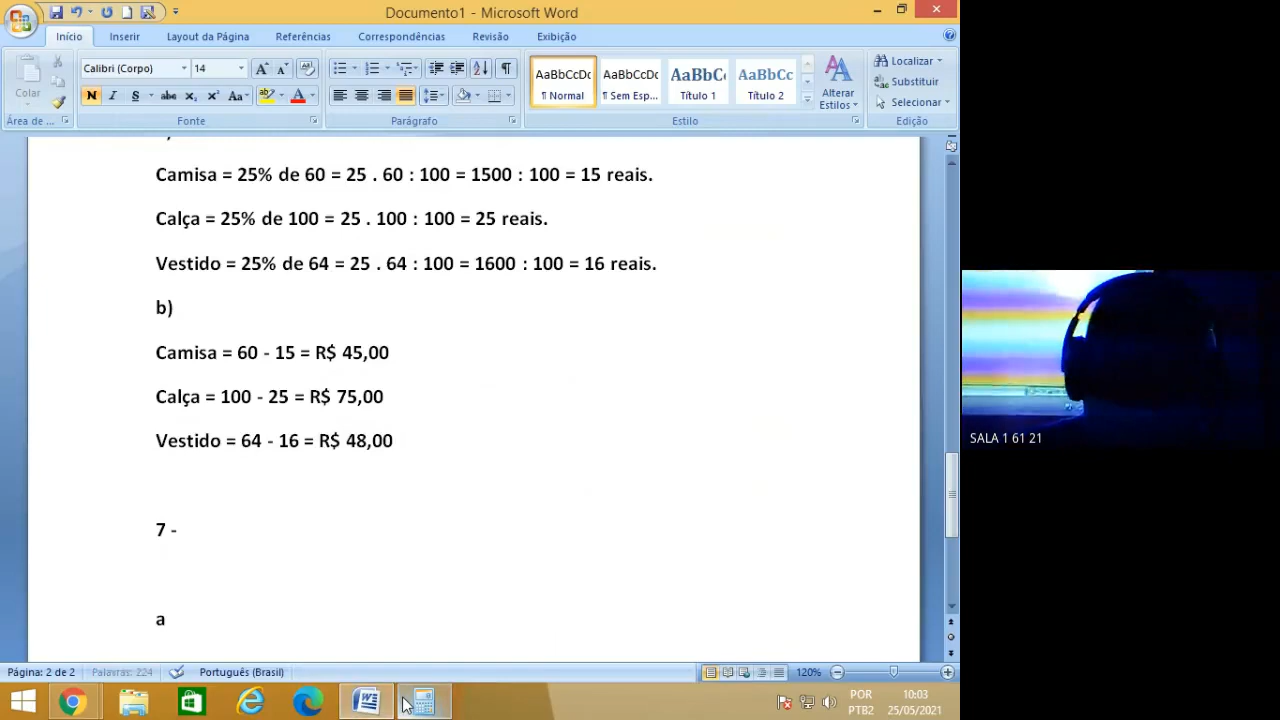 Documento1 - Microsoft Word
Início Inserir Layout da Página Referências Correspondências Revisão Exibição
Colar
Calibri (Corpo) 14
AaBbCcDc AaBbCcDc AaBbC AaBbCc
¶ Normal ¶ Sem Esp... Título 1 Título 2
Alterar Estilos
Localizar
Substituir
Selecionar
Área de ... Fonte Parágrafo Estilo Edição
Camisa = 25% de 60 = 25 . 60 : 100 = 1500 : 100 = 15 reais.
Calça = 25% de 100 = 25 . 100 : 100 = 25 reais.
Vestido = 25% de 64 = 25 . 64 : 100 = 1600 : 100 = 16 reais.
b)
Camisa = 60 - 15 = R$ 45,00
Calça = 100 - 25 = R$ 75,00
Vestido = 64 - 16 = R$ 48,00
7 -
a
SALA 1 61 21
Página: 2 de 2 Palavras: 224 Português (Brasil) 120%
POR 10:03
PTB2 25/05/2021